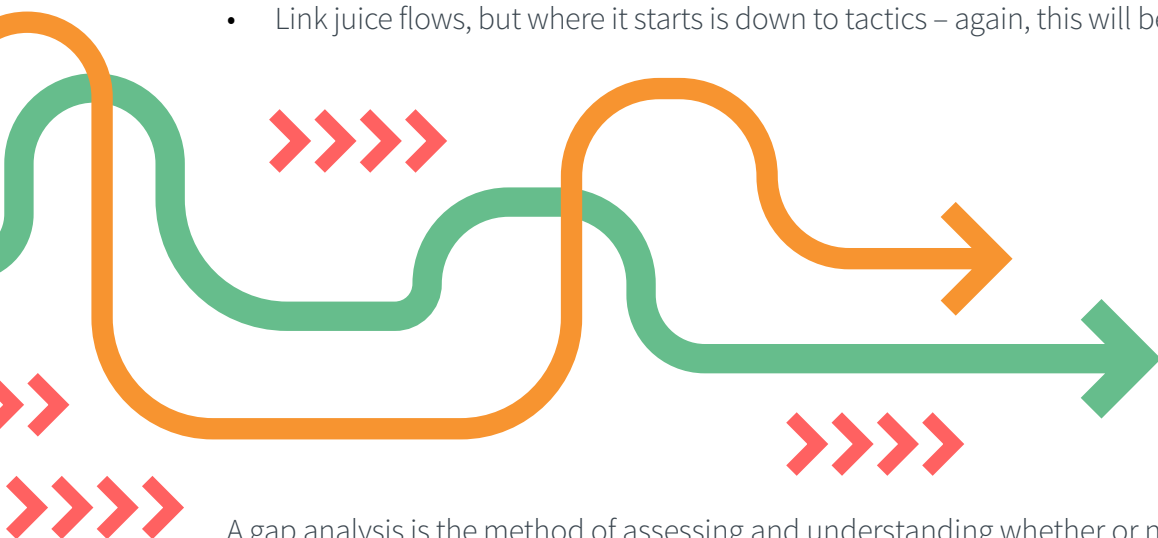 • Link juice flows, but where it starts is down to tactics – again, this will
A gap analysis is the method of assessing and understanding whether or